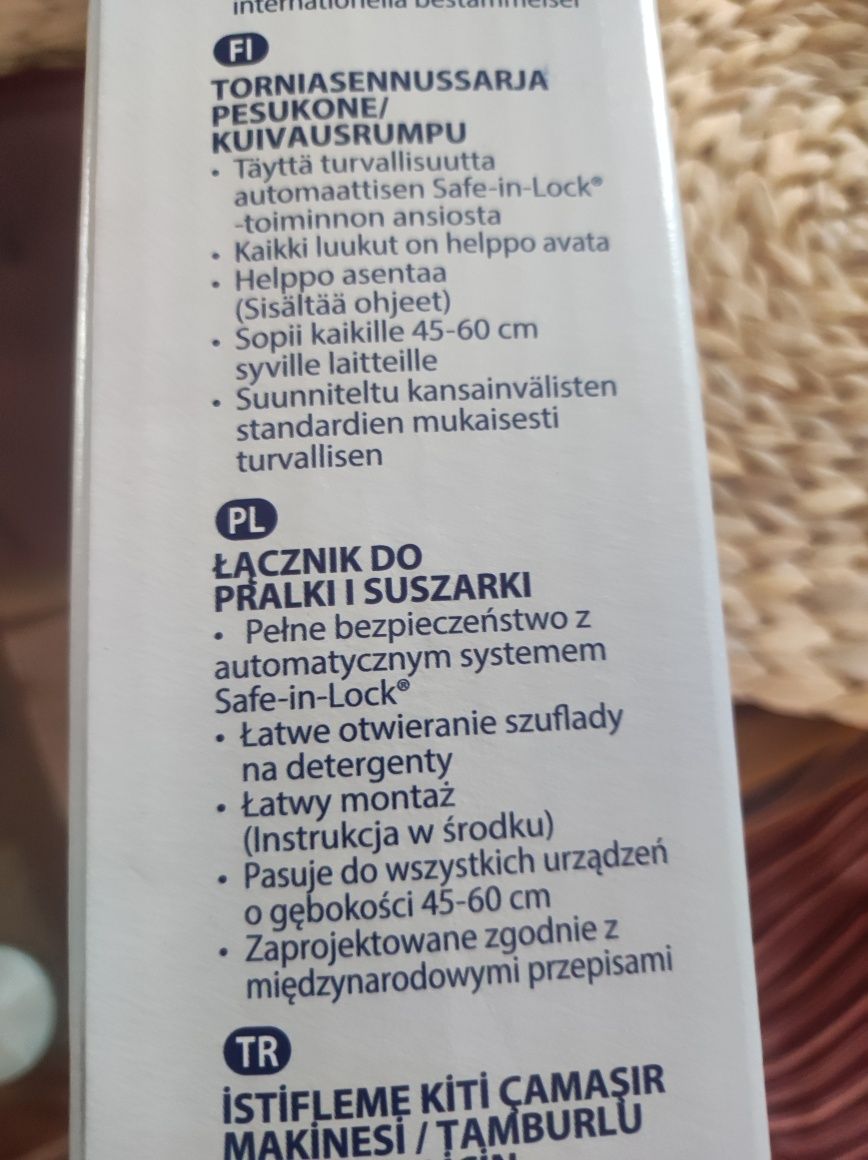 internationella bestämmelser
FI
TORNIASENNUSSARJA
PESUKONE/
KUIVAUSRUMPU
• Täyttä turvallisuutta
automaattisen Safe-in-Lock®
-toiminnon ansiosta
• Kaikki luukut on helppo avata
• Helppo asentaa
(Sisältää ohjeet)
• Sopii kaikille 45-60 cm
syville laitteille
• Suunniteltu kansainvälisten
standardien mukaisesti
turvallisen
PL
ŁĄCZNIK DO
PRALKI I SUSZARKI
• Pełne bezpieczeństwo z
automatycznym systemem
Safe-in-Lock®
• Łatwe otwieranie szuflady
na detergenty
• Łatwy montaż
(Instrukcja w środku)
• Pasuje do wszystkich urządzeń
o gębokości 45-60 cm
• Zaprojektowane zgodnie z
międzynarodowymi przepisami
TR
İSTİFLEME KİTİ ÇAMAŞIR
MAKİNESİ / TAMBURLU